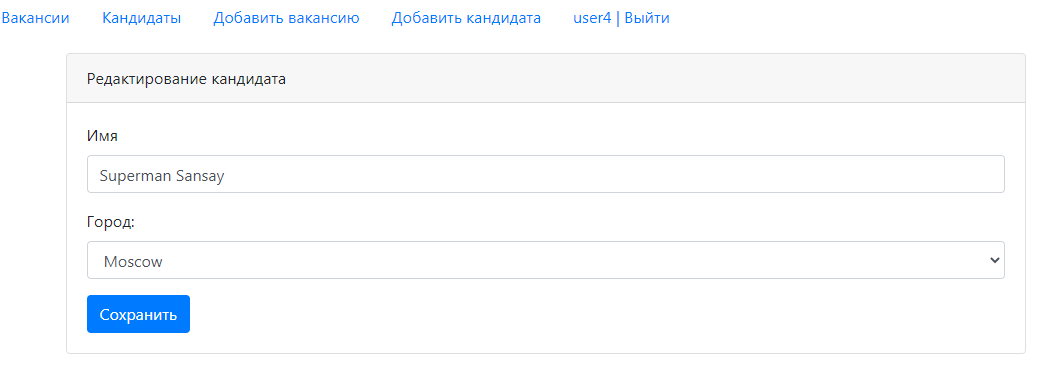 Вакансии Кандидаты Добавить вакансию Добавить кандидата user4 | Выйти
Редактирование кандидата
Имя
Superman Sansay
Город:
Moscow
Сохранить